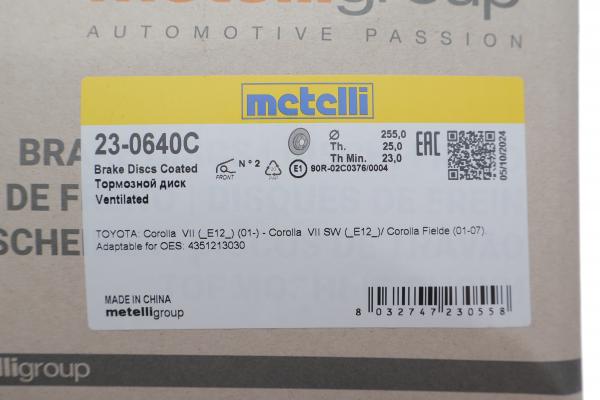 metelligroup
AUTOMOTIVE PASSION
metelli
23-0640C
Brake Discs Coated
Тормозной диск
Ventilated
FRONT
N° 2
Ø 255,0
Th. 25,0
Th Min. 23,0
E1 90R-02C0376/0004
EAC
05/10/2024
TOYOTA: Corolla VII (_E12_) (01-) - Corolla VII SW (_E12_)/ Corolla Fielde (01-07).
Adaptable for OES: 4351213030
MADE IN CHINA
metelligroup
8 032747 230558
BRA
DE F
SCHE
elligroup